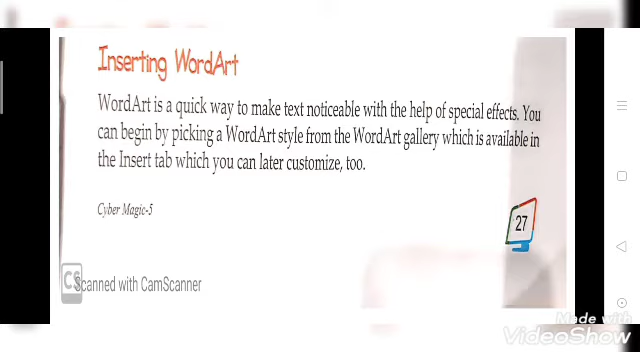 Inserting WordArt
WordArt is a quick way to make text noticeable with the help of special effects. You
can begin by picking a WordArt style from the WordArt gallery which is available in
the Insert tab which you can later customize, too.
Cyber Magic-5
27
CS
Scanned with CamScanner
Made with
VideoShow